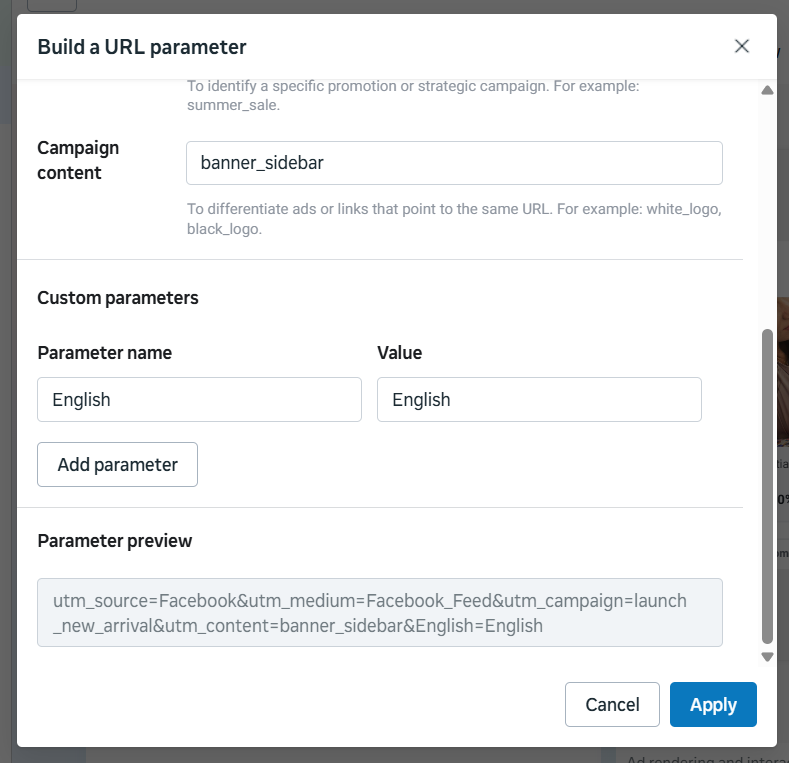 Build a URL parameter
To identify a specific promotion or strategic campaign. For example:
summer_sale.
Campaign
content
banner_sidebar
To differentiate ads or links that point to the same URL. For example: white_logo,
black_logo.
Custom parameters
Parameter name
Value
English
English
Add parameter
Parameter preview
utm_source=Facebook&utm_medium=Facebook_Feed&utm_campaign=launch
_new_arrival&utm_content=banner_sidebar&English=English
Cancel
Apply